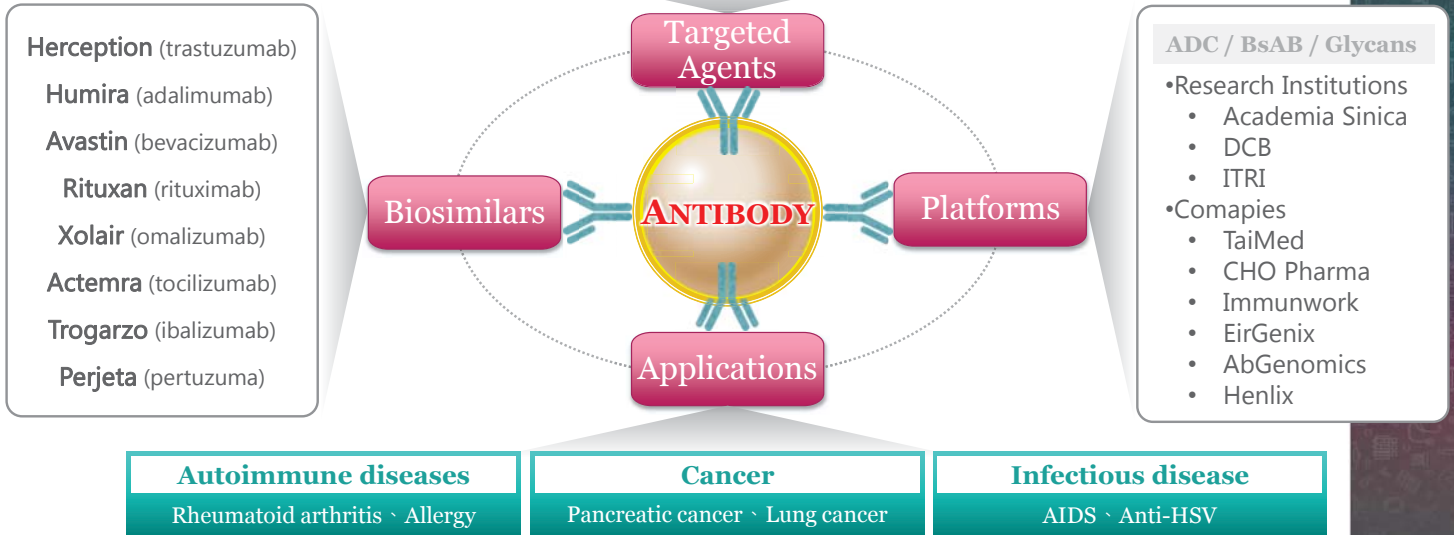 Herception (trastuzumab)
Humira (adalimumab)
Avastin (bevacizumab)
Rituxan (rituximab)
Xolair (omalizumab)
Actemra (tocilizumab)
Trogarzo (ibalizumab)
Perjeta (pertuzuma)
Targeted
Agents
Biosimilars
ANTIBODY
Platforms
Applications
ADC / BsAB / Glycans
•Research Institutions
• Academia Sinica
• DCB
• ITRI
•Comapies
• TaiMed
• CHO Pharma
• Immunwork
• EirGenix
• AbGenomics
• Henlix
Autoimmune diseases
Rheumatoid arthritis、Allergy
Cancer
Pancreatic cancer、Lung cancer
Infectious disease
AIDS、Anti-HSV